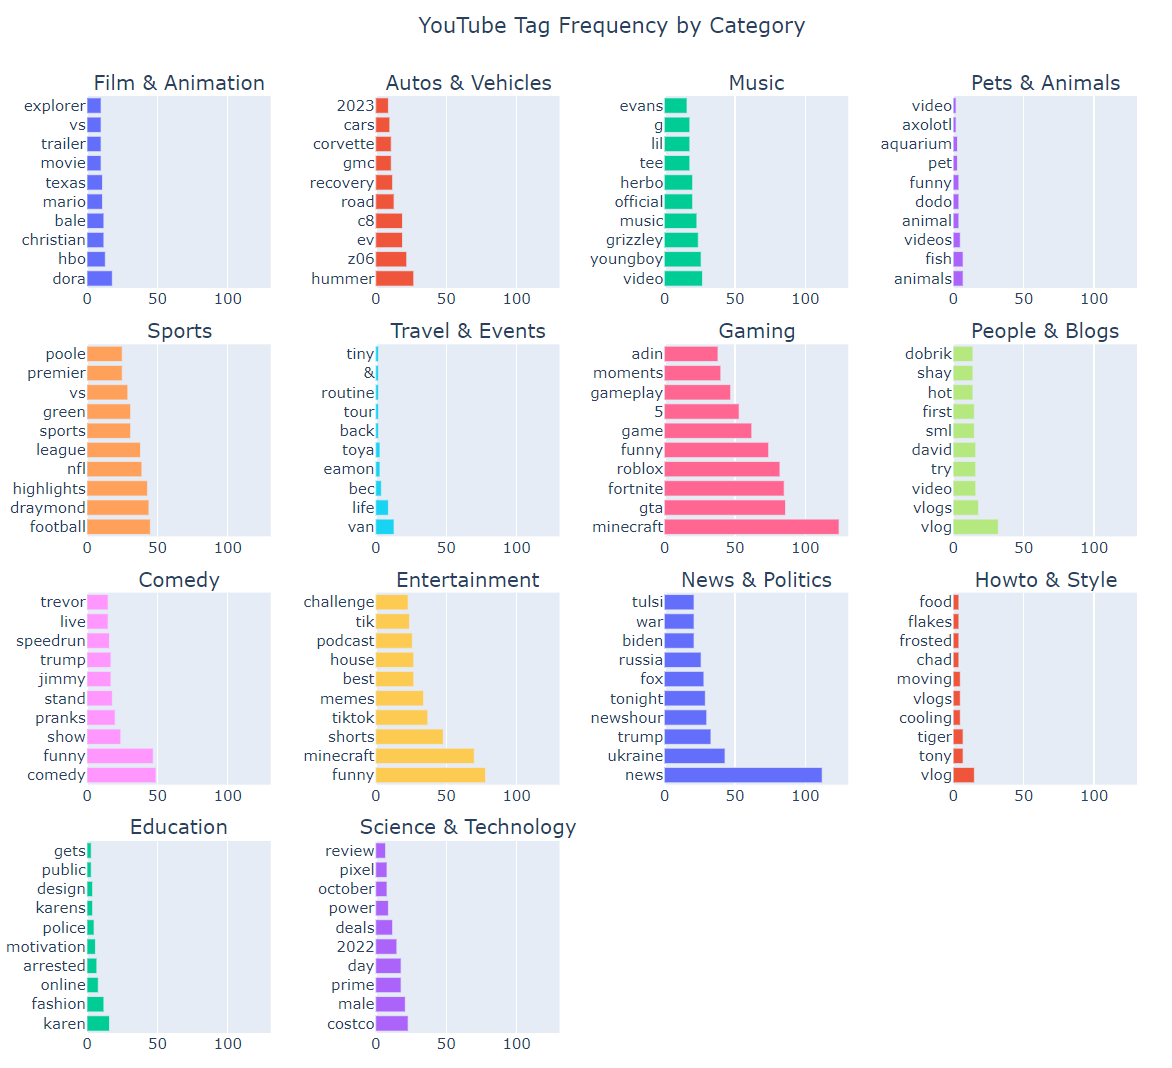 YouTube Tag Frequency by Category
Film & Animation
explorer
vs
trailer
movie
texas
mario
bale
christian
hbo
dora
0 50 100
Autos & Vehicles
2023
cars
corvette
gmc
recovery
road
c8
ev
z06
hummer
0 50 100
Music
evans
g
lil
tee
herbo
official
music
grizzley
youngboy
video
0 50 100
Pets & Animals
video
axolotl
aquarium
pet
funny
dodo
animal
videos
fish
animals
0 50 100
Sports
poole
premier
vs
green
sports
league
nfl
highlights
draymond
football
0 50 100
Travel & Events
tiny
&
routine
tour
back
toya
eamon
bec
life
van
0 50 100
Gaming
adin
moments
gameplay
5
game
funny
roblox
fortnite
gta
minecraft
0 50 100
People & Blogs
dobrik
shay
hot
first
sml
david
try
video
vlogs
vlog
0 50 100
Comedy
trevor
live
speedrun
trump
jimmy
stand
pranks
show
funny
comedy
0 50 100
Entertainment
challenge
tik
podcast
house
best
memes
tiktok
shorts
minecraft
funny
0 50 100
News & Politics
tulsi
war
biden
russia
fox
tonight
newshour
trump
ukraine
news
0 50 100
Howto & Style
food
flakes
frosted
chad
moving
vlogs
cooling
tiger
tony
vlog
0 50 100
Education
gets
public
design
karens
police
motivation
arrested
online
fashion
karen
0 50 100
Science & Technology
review
pixel
october
power
deals
2022
day
prime
male
costco
0 50 100